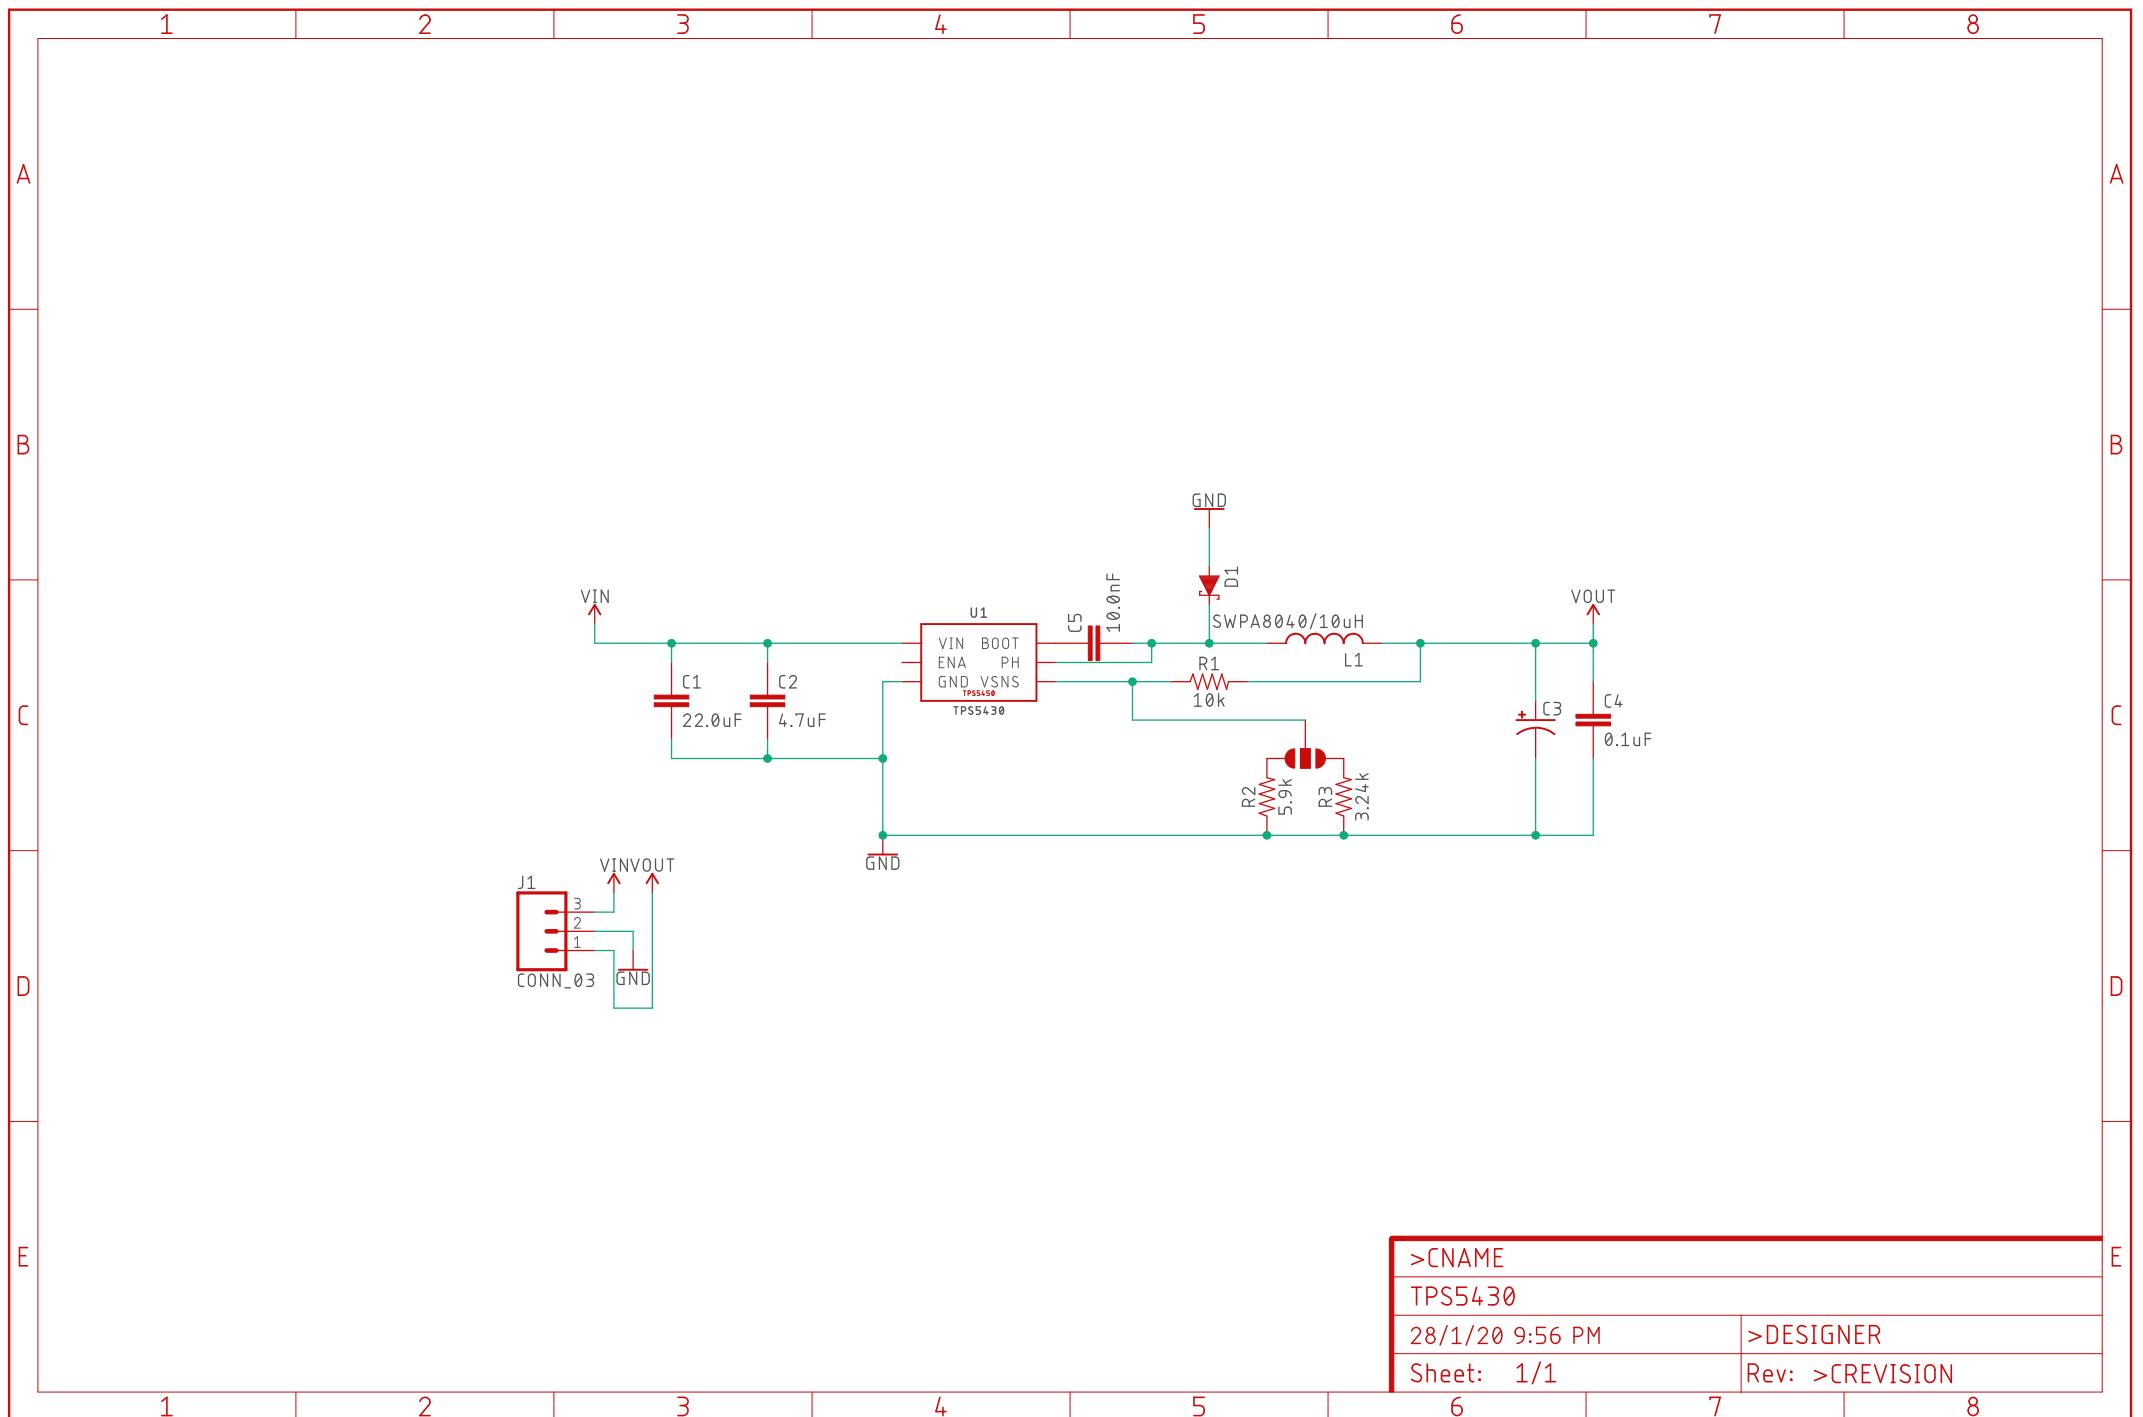 1 2 3 4 5 6 7 8
A A
B B
GND
D1
VIN
VOUT
C5
10.0nF
U1
SWPA8040/10uH
VIN BOOT
ENA PH
GND VSNS
TPS5450
TPS5430
L1
R1
10k
C1
22.0uF
C2
4.7uF
C3
C4
0.1uF
C C
R2
5.9k
R3
3.24k
GND
VIN VOUT
J1
3
2
1
GND
CONN_03
D D
E E
>CNAME
TPS5430
28/1/20 9:56 PM
>DESIGNER
Sheet: 1/1
Rev: >CREVISION
1 2 3 4 5 6 7 8